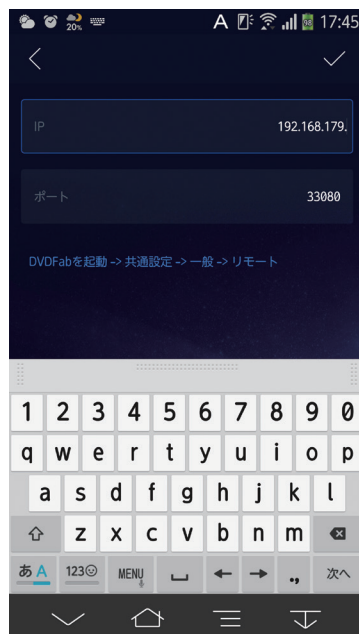 20%
A
98
17:45
IP
192.168.179.
ポート
33080
DVDFabを起動 -> 共通設定 -> 一般 -> リモート
1 2 3 4 5 6 7 8 9 0
q w e r t y u i o p
a s d f g h j k l
z x c v b n m
あA 123☺ MENU ← → ., 次へ